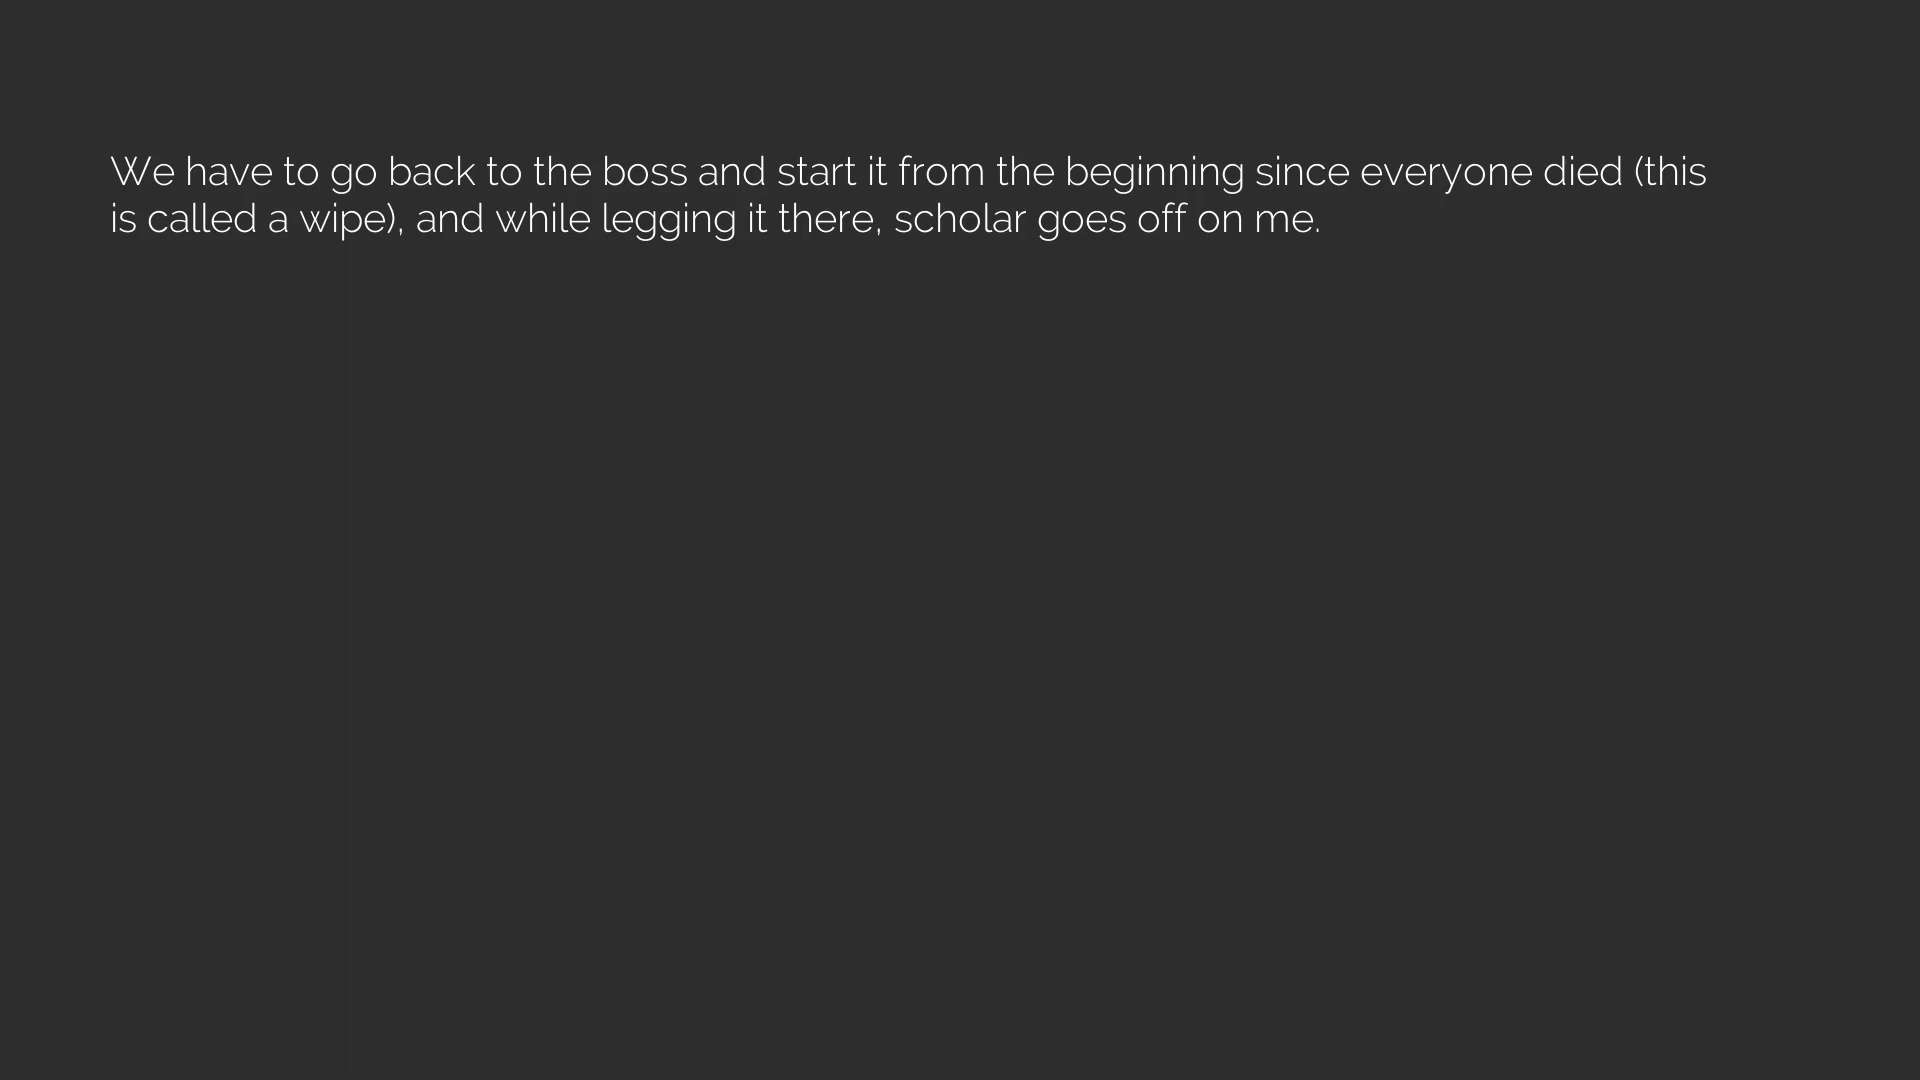 We have to go back to the boss and start it from the beginning since everyone died (this
is called a wipe), and while legging it there, scholar goes off on me.